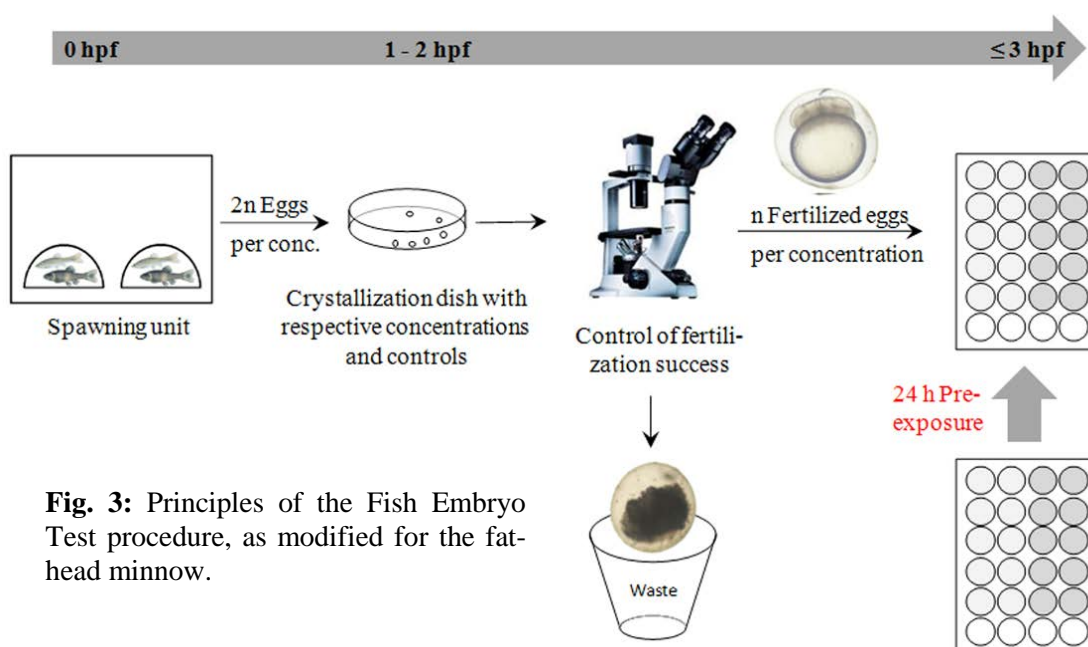 0 hpf
1 - 2 hpf
≤ 3 hpf
2n Eggs
per conc.
n Fertilized eggs
per concentration
Spawning unit
Crystallization dish with
respective concentrations
and controls
Control of fertili-
zation success
24 h Pre-
exposure
Waste
Fig. 3: Principles of the Fish Embryo
Test procedure, as modified for the fat-
head minnow.